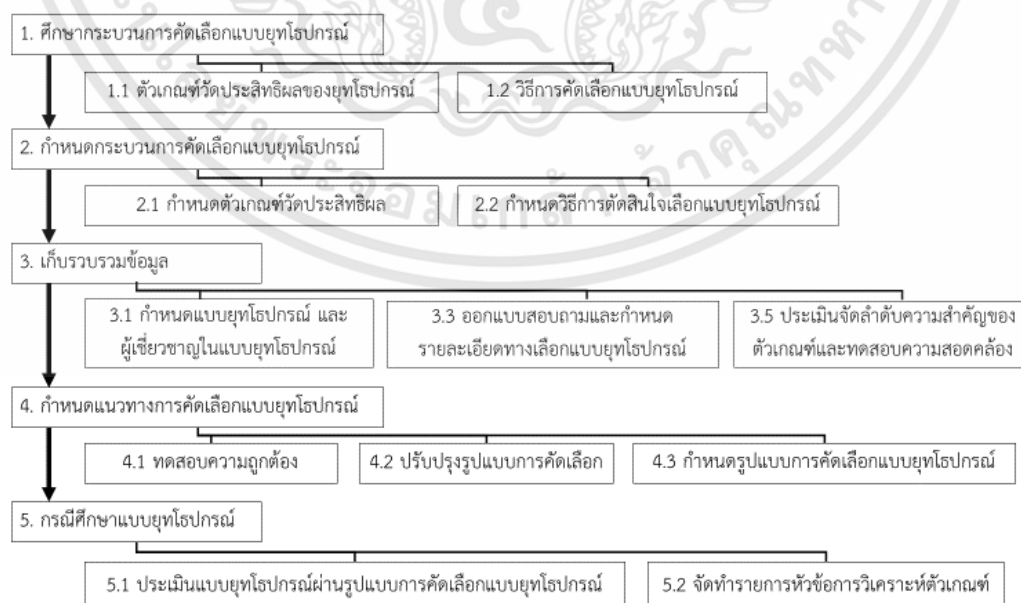 1. ศึกษากระบวนการคัดเลือกแบบยุทโธปกรณ์
1.1 ตัวเกณฑ์วัดประสิทธิผลของยุทโธปกรณ์
1.2 วิธีการคัดเลือกแบบยุทโธปกรณ์
2. กำหนดกระบวนการคัดเลือกแบบยุทโธปกรณ์
2.1 กำหนดตัวเกณฑ์วัดประสิทธิผล
2.2 กำหนดวิธีการตัดสินใจเลือกแบบยุทโธปกรณ์
3. เก็บรวบรวมข้อมูล
3.1 กำหนดแบบยุทโธปกรณ์ และ
ผู้เชี่ยวชาญในแบบยุทโธปกรณ์
3.3 ออกแบบสอบถามและกำหนด
รายละเอียดทางเลือกแบบยุทโธปกรณ์
3.5 ประเมินจัดลำดับความสำคัญของ
ตัวเกณฑ์และทดสอบความสอดคล้อง
4. กำหนดแนวทางการคัดเลือกแบบยุทโธปกรณ์
4.1 ทดสอบความถูกต้อง
4.2 ปรับปรุงรูปแบบการคัดเลือก
4.3 กำหนดรูปแบบการคัดเลือกแบบยุทโธปกรณ์
5. กรณีศึกษาแบบยุทโธปกรณ์
5.1 ประเมินแบบยุทโธปกรณ์ผ่านรูปแบบการคัดเลือกแบบยุทโธปกรณ์
5.2 จัดทำรายการหัวข้อการวิเคราะห์ตัวเกณฑ์
พระจอมเกล้าเจ้าคุณทหาร